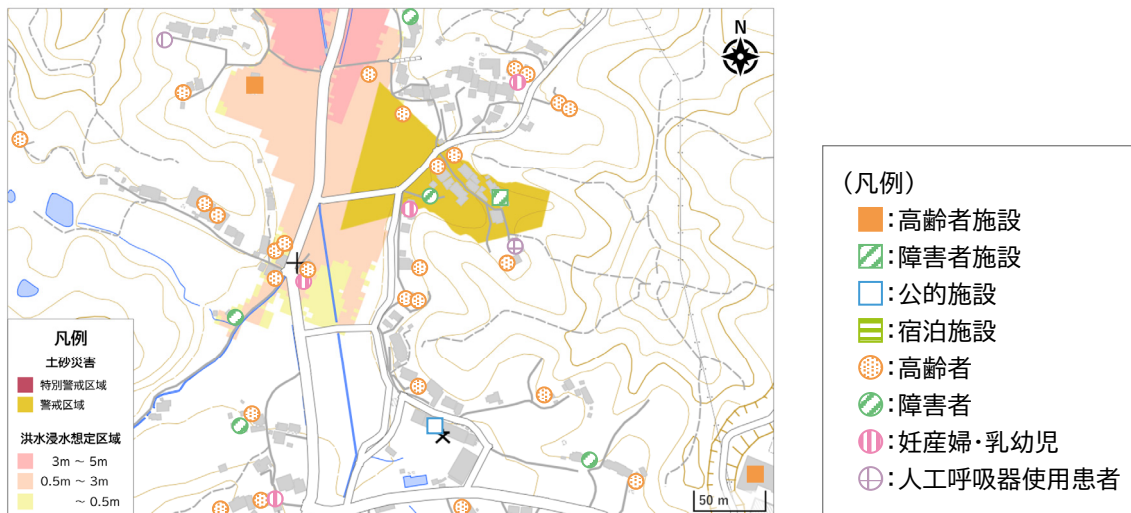 N
凡例
土砂災害
特別警戒区域
警戒区域
洪水浸水想定区域
3m ～ 5m
0.5m ～ 3m
～ 0.5m
50 m
（凡例）
：高齢者施設
：障害者施設
：公的施設
：宿泊施設
：高齢者
：障害者
：妊産婦・乳幼児
：人工呼吸器使用患者